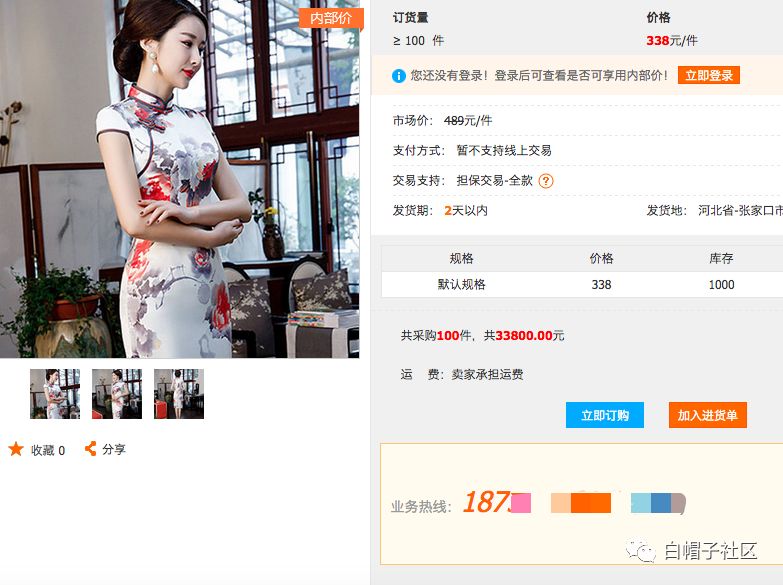 内部价
订货量 价格
≥ 100 件 338元/件
您还没有登录！登录后可查看是否可享用内部价！ 立即登录
市场价： 489元/件
支付方式： 暂不支持线上交易
交易支持： 担保交易-全款 ?
发货期： 2天以内 发货地： 河北省-张家口市
规格 价格 库存
默认规格 338 1000
共采购100件，共33800.00元
运 费：卖家承担运费
立即订购 加入进货单
收藏 0 分享
业务热线： 187
白帽子社区